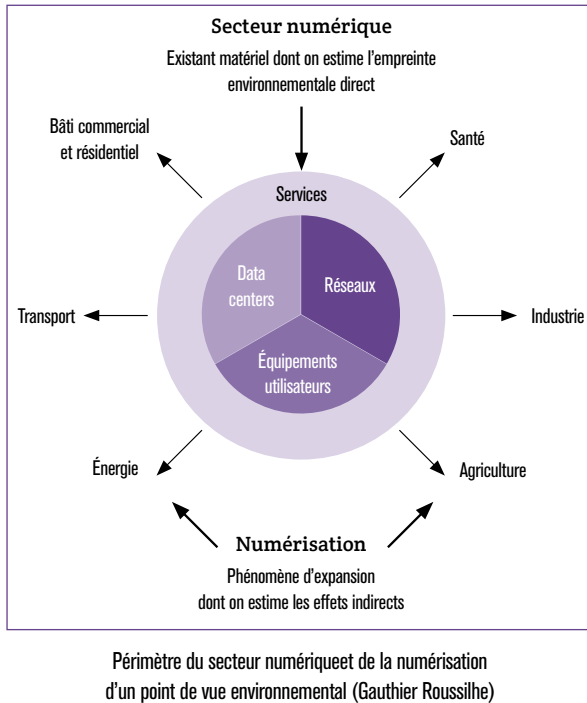 Secteur numérique
Existant matériel dont on estime l'empreinte
environnementale direct
Bâti commercial
et résidentiel
Santé
Services
Data
centers
Réseaux
Transport
Industrie
Équipements
utilisateurs
Énergie
Agriculture
Numérisation
Phénomène d'expansion
dont on estime les effets indirects
Périmètre du secteur numériqueet de la numérisation
d'un point de vue environnemental (Gauthier Roussilhe)